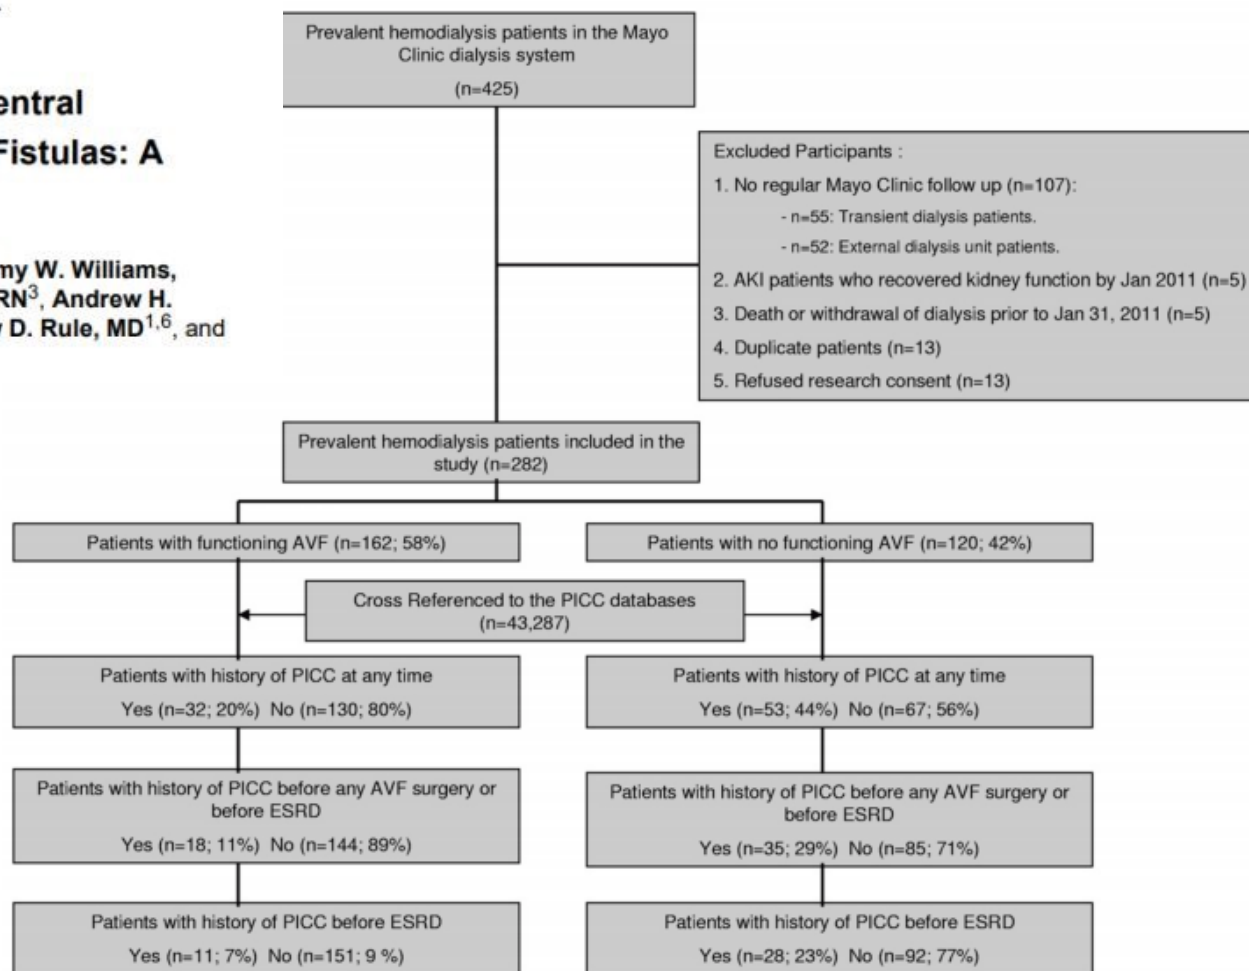 entral
Fistulas: A
my W. Williams,
RN3, Andrew H.
D. Rule, MD1,6, and
Prevalent hemodialysis patients in the Mayo
Clinic dialysis system
(n=425)
Excluded Participants :
1. No regular Mayo Clinic follow up (n=107):
- n=55: Transient dialysis patients.
- n=52: External dialysis unit patients.
2. AKI patients who recovered kidney function by Jan 2011 (n=5)
3. Death or withdrawal of dialysis prior to Jan 31, 2011 (n=5)
4. Duplicate patients (n=13)
5. Refused research consent (n=13)
Prevalent hemodialysis patients included in the
study (n=282)
Patients with functioning AVF (n=162; 58%)
Patients with no functioning AVF (n=120; 42%)
Cross Referenced to the PICC databases
(n=43,287)
Patients with history of PICC at any time
Yes (n=32; 20%) No (n=130; 80%)
Patients with history of PICC at any time
Yes (n=53; 44%) No (n=67; 56%)
Patients with history of PICC before any AVF surgery or
before ESRD
Yes (n=18; 11%) No (n=144; 89%)
Patients with history of PICC before any AVF surgery or
before ESRD
Yes (n=35; 29%) No (n=85; 71%)
Patients with history of PICC before ESRD
Yes (n=11; 7%) No (n=151; 9 %)
Patients with history of PICC before ESRD
Yes (n=28; 23%) No (n=92; 77%)